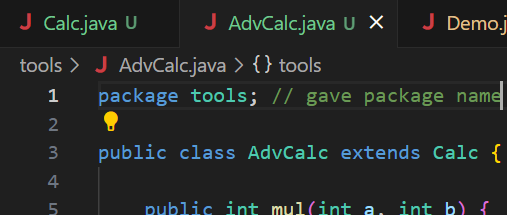 J Calc.java U
J AdvCalc.java U ×
J Demo.j
tools > J AdvCalc.java > {} tools
1 package tools; // gave package name
2
3 public class AdvCalc extends Calc {
4
5 public int mul(int a, int b) {